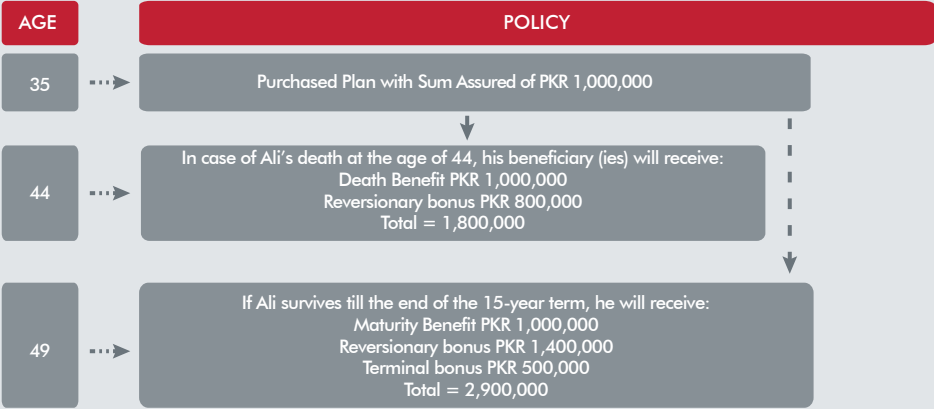 AGE
POLICY
35
Purchased Plan with Sum Assured of PKR 1,000,000
44
In case of Ali's death at the age of 44, his beneficiary (ies) will receive:
Death Benefit PKR 1,000,000
Reversionary bonus PKR 800,000
Total = 1,800,000
49
If Ali survives till the end of the 15-year term, he will receive:
Maturity Benefit PKR 1,000,000
Reversionary bonus PKR 1,400,000
Terminal bonus PKR 500,000
Total = 2,900,000